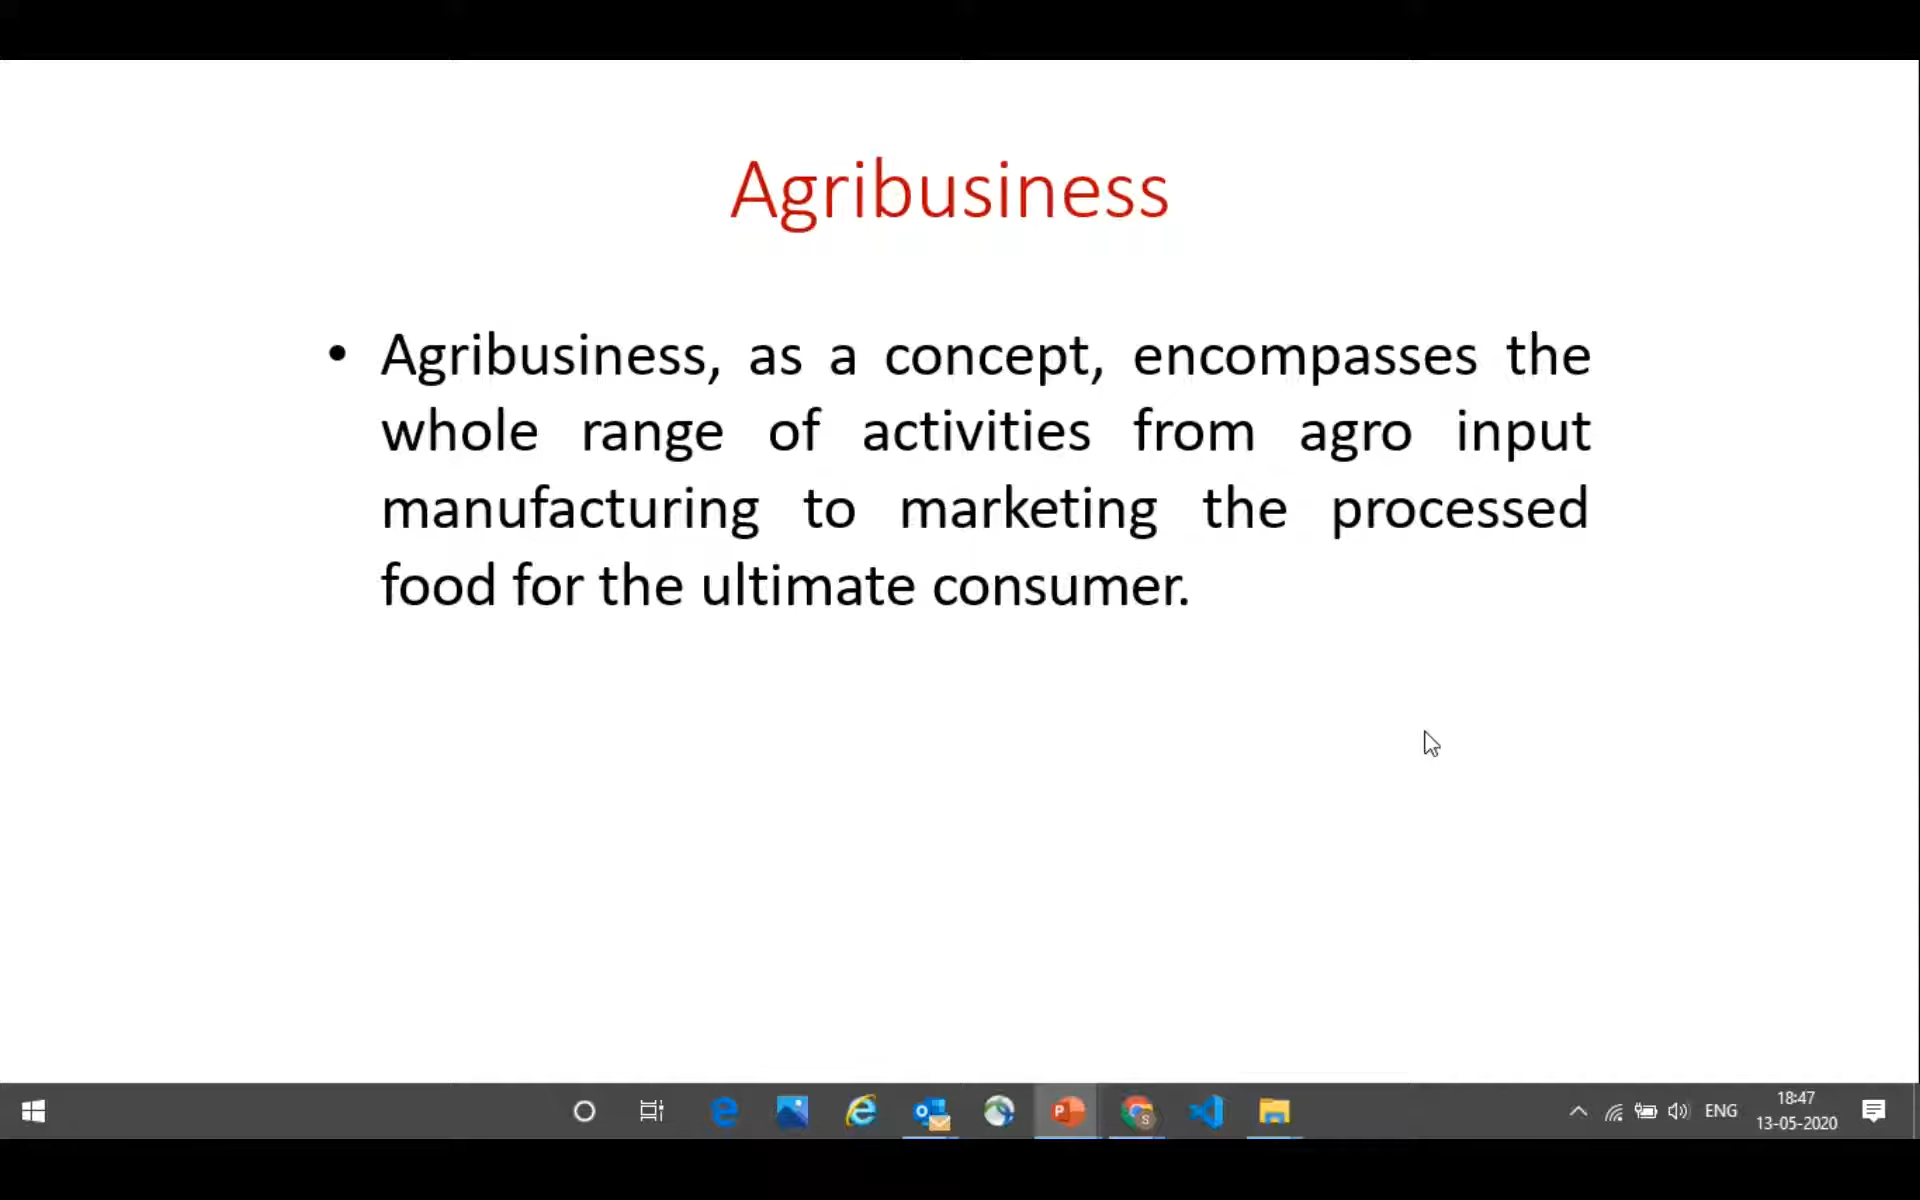 Agribusiness
• Agribusiness, as a concept, encompasses the
whole range of activities from agro input
manufacturing to marketing the processed
food for the ultimate consumer.
ENG
18:47
13-05-2020